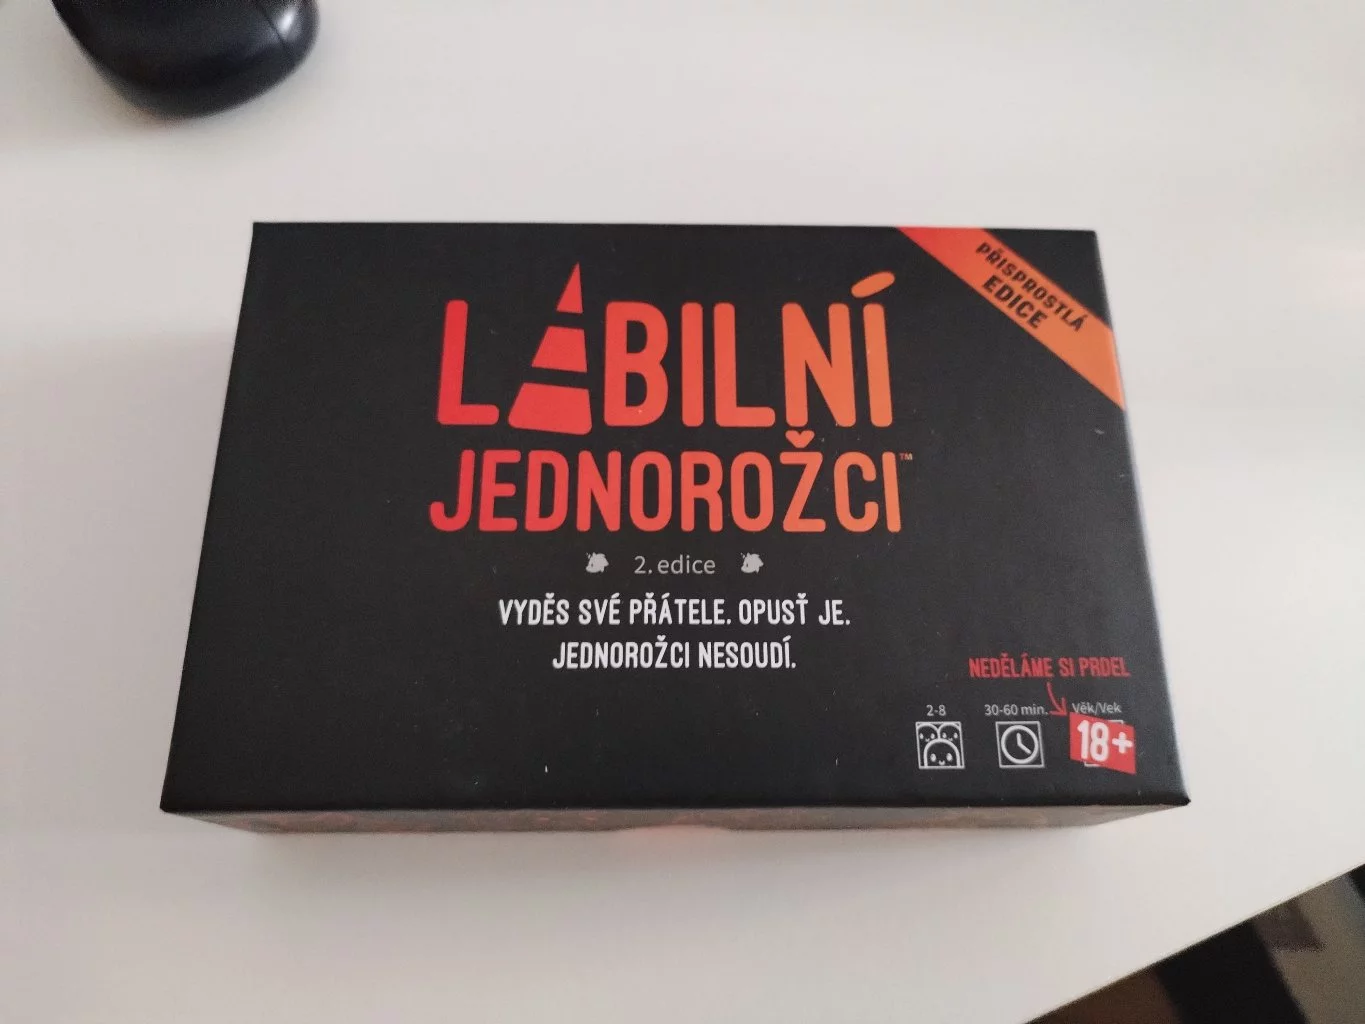 PŘISPROSTLÁ
EDICE
LABILNÍ
JEDNOROŽCI™
2. edice
VYDĚS SVÉ PŘÁTELE. OPUSŤ JE.
JEDNOROŽCI NESOUDÍ.
NEDĚLÁME SI PRDEL
2-8
30-60 min.
Věk/Vek
18+